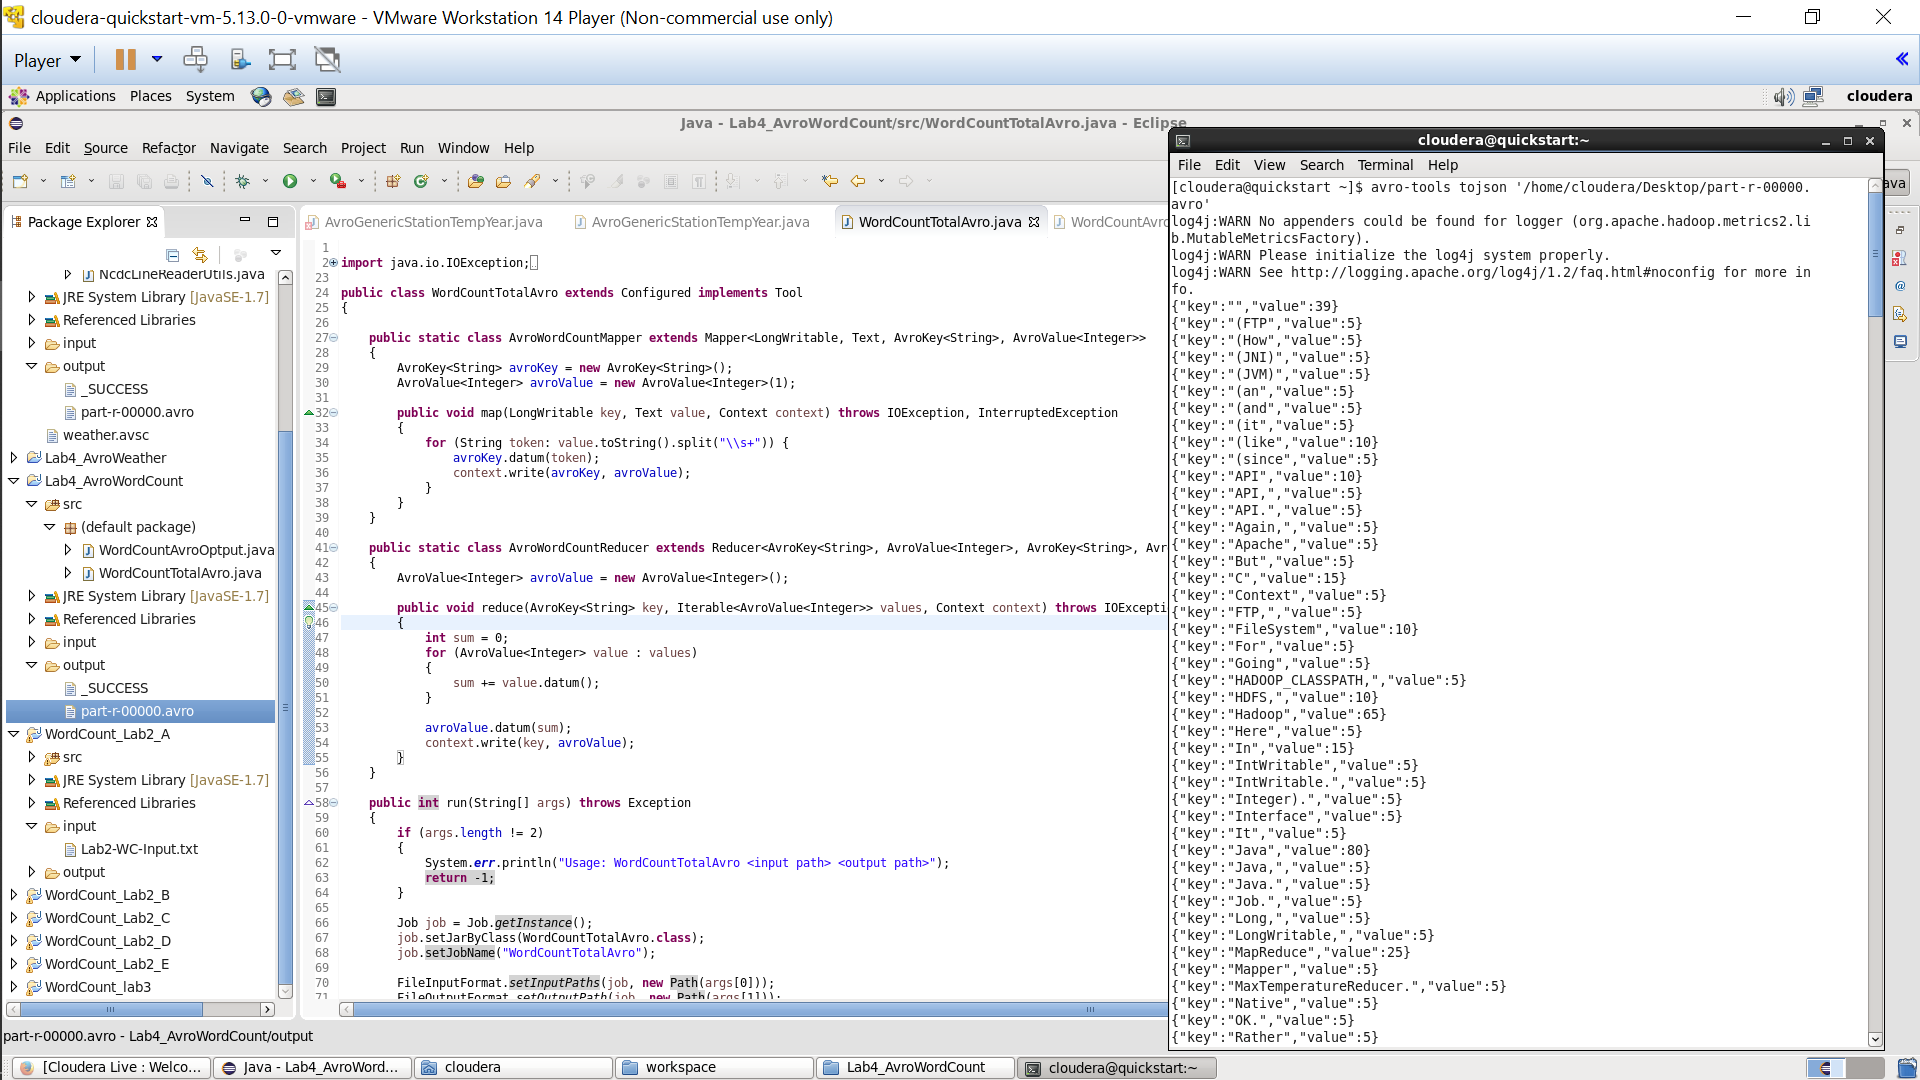 cloudera-quickstart-vm-5.13.0-0-vmware - VMware Workstation 14 Player (Non-commercial use only)
Player
Applications Places System
cloudera
Java - Lab4_AvroWordCount/src/WordCountTotalAvro.java - Eclipse
File Edit Source Refactor Navigate Search Project Run Window Help
Package Explorer
NcdcLineReaderUtils.java
JRE System Library [JavaSE-1.7]
Referenced Libraries
input
output
_SUCCESS
part-r-00000.avro
weather.avsc
Lab4_AvroWeather
Lab4_AvroWordCount
src
(default package)
WordCountAvroOptput.java
WordCountTotalAvro.java
JRE System Library [JavaSE-1.7]
Referenced Libraries
input
output
_SUCCESS
part-r-00000.avro
WordCount_Lab2_A
src
JRE System Library [JavaSE-1.7]
Referenced Libraries
input
Lab2-WC-Input.txt
output
WordCount_Lab2_B
WordCount_Lab2_C
WordCount_Lab2_D
WordCount_Lab2_E
WordCount_lab3
AvroGenericStationTempYear.java AvroGenericStationTempYear.java WordCountTotalAvro.java WordCountAvro
1
2 import java.io.IOException;
23
24 public class WordCountTotalAvro extends Configured implements Tool
25 {
26
27 public static class AvroWordCountMapper extends Mapper<LongWritable, Text, AvroKey<String>, AvroValue<Integer>>
28 {
29 AvroKey<String> avroKey = new AvroKey<String>();
30 AvroValue<Integer> avroValue = new AvroValue<Integer>(1);
31
32 public void map(LongWritable key, Text value, Context context) throws IOException, InterruptedException
33 {
34 for (String token: value.toString().split("\\s+")) {
35 avroKey.datum(token);
36 context.write(avroKey, avroValue);
37 }
38 }
39 }
40
41 public static class AvroWordCountReducer extends Reducer<AvroKey<String>, AvroValue<Integer>, AvroKey<String>, Avr
42 {
43 AvroValue<Integer> avroValue = new AvroValue<Integer>();
44
45 public void reduce(AvroKey<String> key, Iterable<AvroValue<Integer>> values, Context context) throws IOExcepti
46 {
47 int sum = 0;
48 for (AvroValue<Integer> value : values)
49 {
50 sum += value.datum();
51 }
52
53 avroValue.datum(sum);
54 context.write(key, avroValue);
55 }
56 }
57
58 public int run(String[] args) throws Exception
59 {
60 if (args.length != 2)
61 {
62 System.err.println("Usage: WordCountTotalAvro <input path> <output path>");
63 return -1;
64 }
65
66 Job job = Job.getInstance();
67 job.setJarByClass(WordCountTotalAvro.class);
68 job.setJobName("WordCountTotalAvro");
69
70 FileInputFormat.setInputPaths(job, new Path(args[0]));
71 FileOutputFormat.setOutputPath(job, new Path(args[1]));
ava
cloudera@quickstart:~
File Edit View Search Terminal Help
[cloudera@quickstart ~]$ avro-tools tojson '/home/cloudera/Desktop/part-r-00000.
avro'
log4j:WARN No appenders could be found for logger (org.apache.hadoop.metrics2.li
b.MutableMetricsFactory).
log4j:WARN Please initialize the log4j system properly.
log4j:WARN See http://logging.apache.org/log4j/1.2/faq.html#noconfig for more in
fo.
{"key":"","value":39}
{"key":"(FTP","value":5}
{"key":"(How","value":5}
{"key":"(JNI)","value":5}
{"key":"(JVM)","value":5}
{"key":"(an","value":5}
{"key":"(and","value":5}
{"key":"(it","value":5}
{"key":"(like","value":10}
{"key":"(since","value":5}
{"key":"API","value":10}
{"key":"API,","value":5}
{"key":"API.","value":5}
{"key":"Again,","value":5}
{"key":"Apache","value":5}
{"key":"But","value":5}
{"key":"C","value":15}
{"key":"Context","value":5}
{"key":"FTP,","value":5}
{"key":"FileSystem","value":10}
{"key":"For","value":5}
{"key":"Going","value":5}
{"key":"HADOOP_CLASSPATH,","value":5}
{"key":"HDFS,","value":10}
{"key":"Hadoop","value":65}
{"key":"Here","value":5}
{"key":"In","value":15}
{"key":"IntWritable","value":5}
{"key":"IntWritable.","value":5}
{"key":"Integer).","value":5}
{"key":"Interface","value":5}
{"key":"It","value":5}
{"key":"Java","value":80}
{"key":"Java,","value":5}
{"key":"Java.","value":5}
{"key":"Job.","value":5}
{"key":"Long,","value":5}
{"key":"LongWritable,","value":5}
{"key":"MapReduce","value":25}
{"key":"Mapper","value":5}
{"key":"MaxTemperatureReducer.","value":5}
{"key":"Native","value":5}
{"key":"OK.","value":5}
{"key":"Rather","value":5}
part-r-00000.avro - Lab4_AvroWordCount/output
[Cloudera Live : Welco... Java - Lab4_AvroWord... cloudera workspace Lab4_AvroWordCount cloudera@quickstart:~